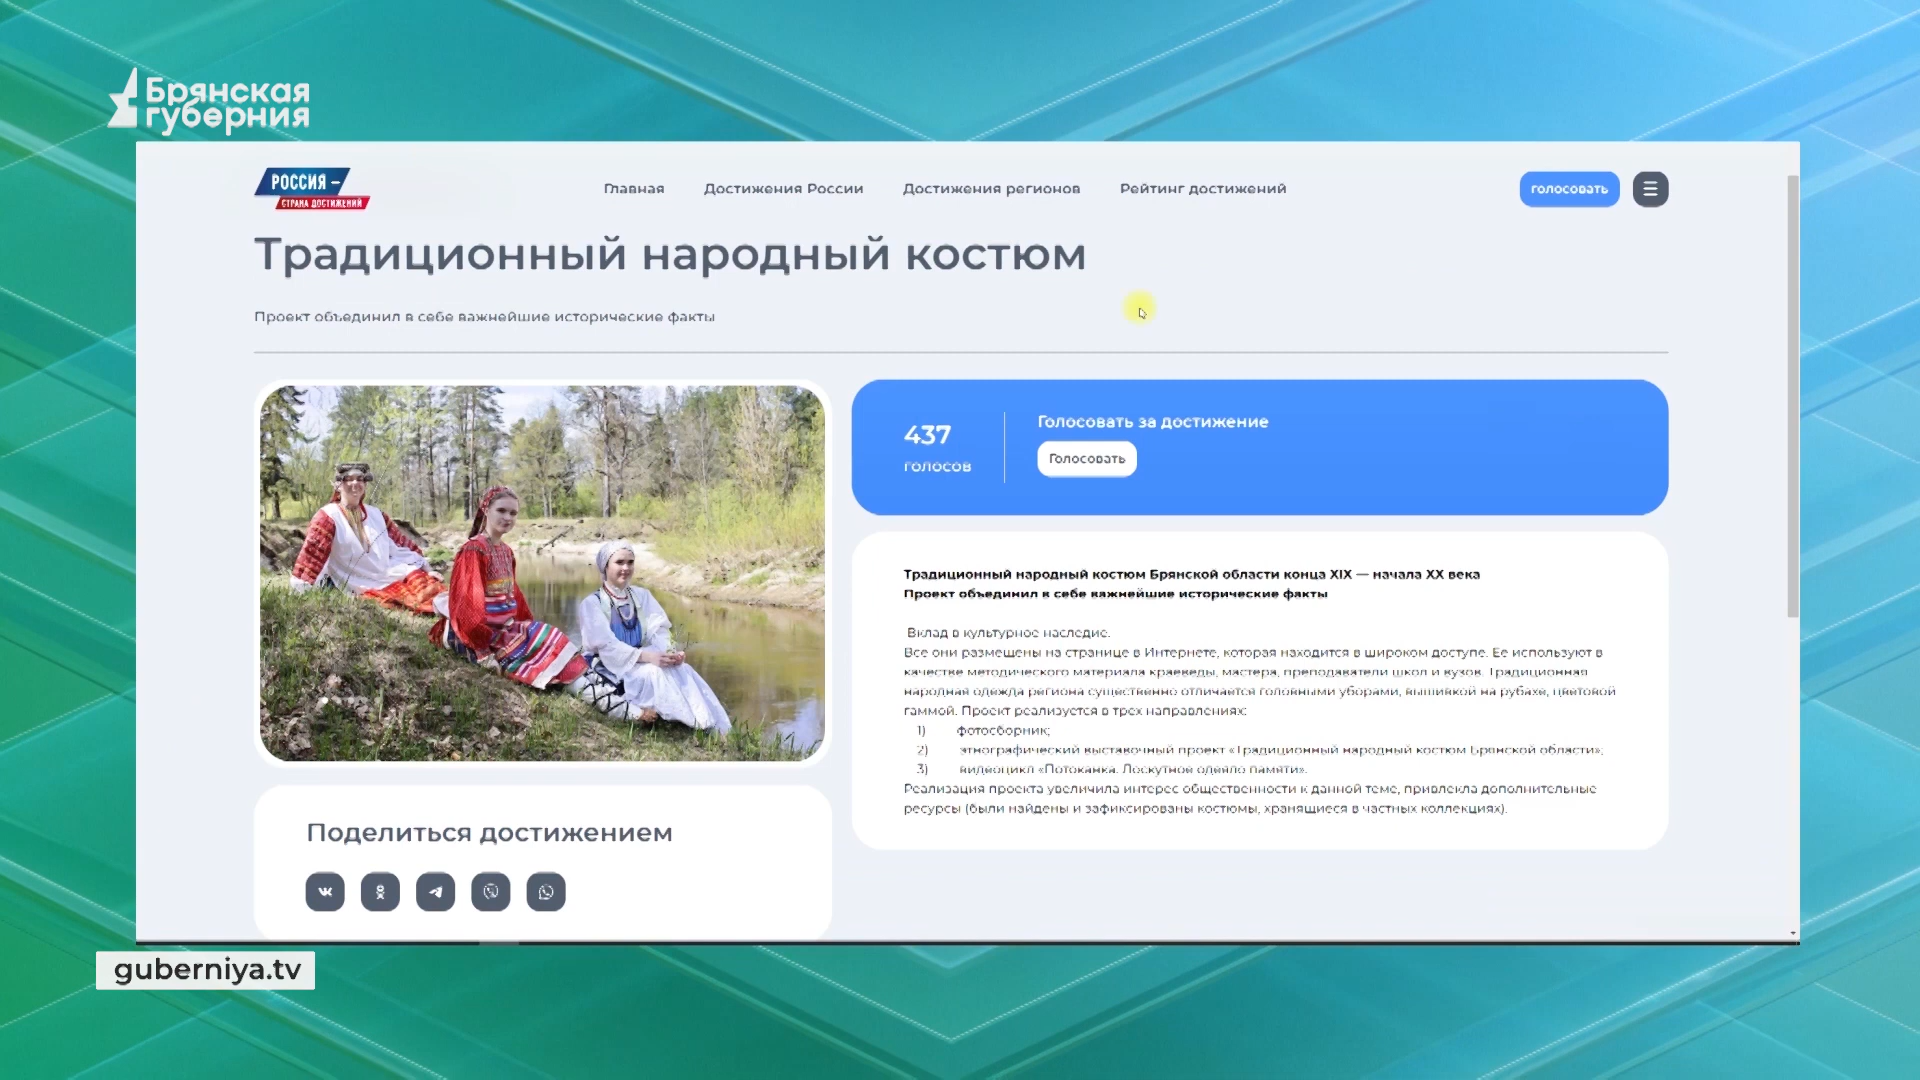 Брянская
губерния
РОССИЯ –
СТРАНА ДОСТИЖЕНИЙ
Главная
Достижения России
Достижения регионов
Рейтинг достижений
голосовать
Традиционный народный костюм
Проект объединил в себе важнейшие исторические факты
437
голосов
Голосовать за достижение
Голосовать
Традиционный народный костюм Брянской области конца XIX — начала XX века
Проект объединил в себе важнейшие исторические факты
Вклад в культурное наследие.
Все они размещены на странице в Интернете, которая находится в широком доступе. Ее используют в
качестве методического материала краеведы, мастера, преподаватели школ и вузов. Традиционная
народная одежда региона существенно отличается головными уборами, вышивкой на рубахе, цветовой
гаммой. Проект реализуется в трех направлениях:
1) фотосборник;
2) этнографический выставочный проект «Традиционный народный костюм Брянской области»;
3) видеоцикл «Потоканка. Лоскутное одеяло памяти».
Реализация проекта увеличила интерес общественности к данной теме, привлекла дополнительные
ресурсы (были найдены и зафиксированы костюмы, хранящиеся в частных коллекциях).
Поделиться достижением
guberniya.tv